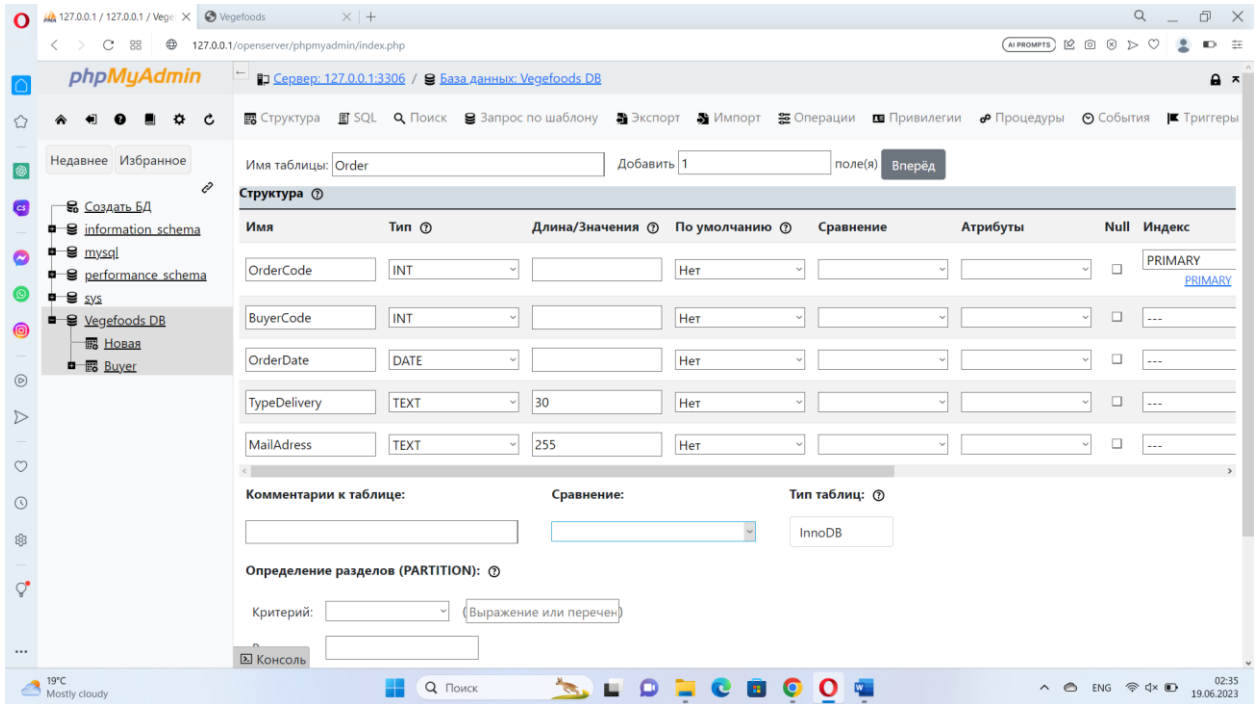 127.0.0.1 / 127.0.0.1 / Vege
Vegefoods
127.0.0.1/openserver/phpmyadmin/index.php
AI PROMPTS
phpMyAdmin
Сервер: 127.0.0.1:3306 / База данных: Vegefoods DB
Структура SQL Поиск Запрос по шаблону Экспорт Импорт Операции Привилегии Процедуры События Триггеры
Недавнее Избранное
Создать БД
information_schema
mysql
performance_schema
sys
Vegefoods DB
Новая
Buyer
Имя таблицы: Order Добавить 1 поле(я) Вперёд
Структура
Имя Тип Длина/Значения По умолчанию Сравнение Атрибуты Null Индекс
OrderCode INT Нет PRIMARY
PRIMARY
BuyerCode INT Нет ---
OrderDate DATE Нет ---
TypeDelivery TEXT 30 Нет ---
MailAdress TEXT 255 Нет ---
Комментарии к таблице: Сравнение: Тип таблиц:
InnoDB
Определение разделов (PARTITION):
Критерий: (Выражение или перечен)
Консоль
19°C
Mostly cloudy
Поиск
ENG
02:35
19.06.2023